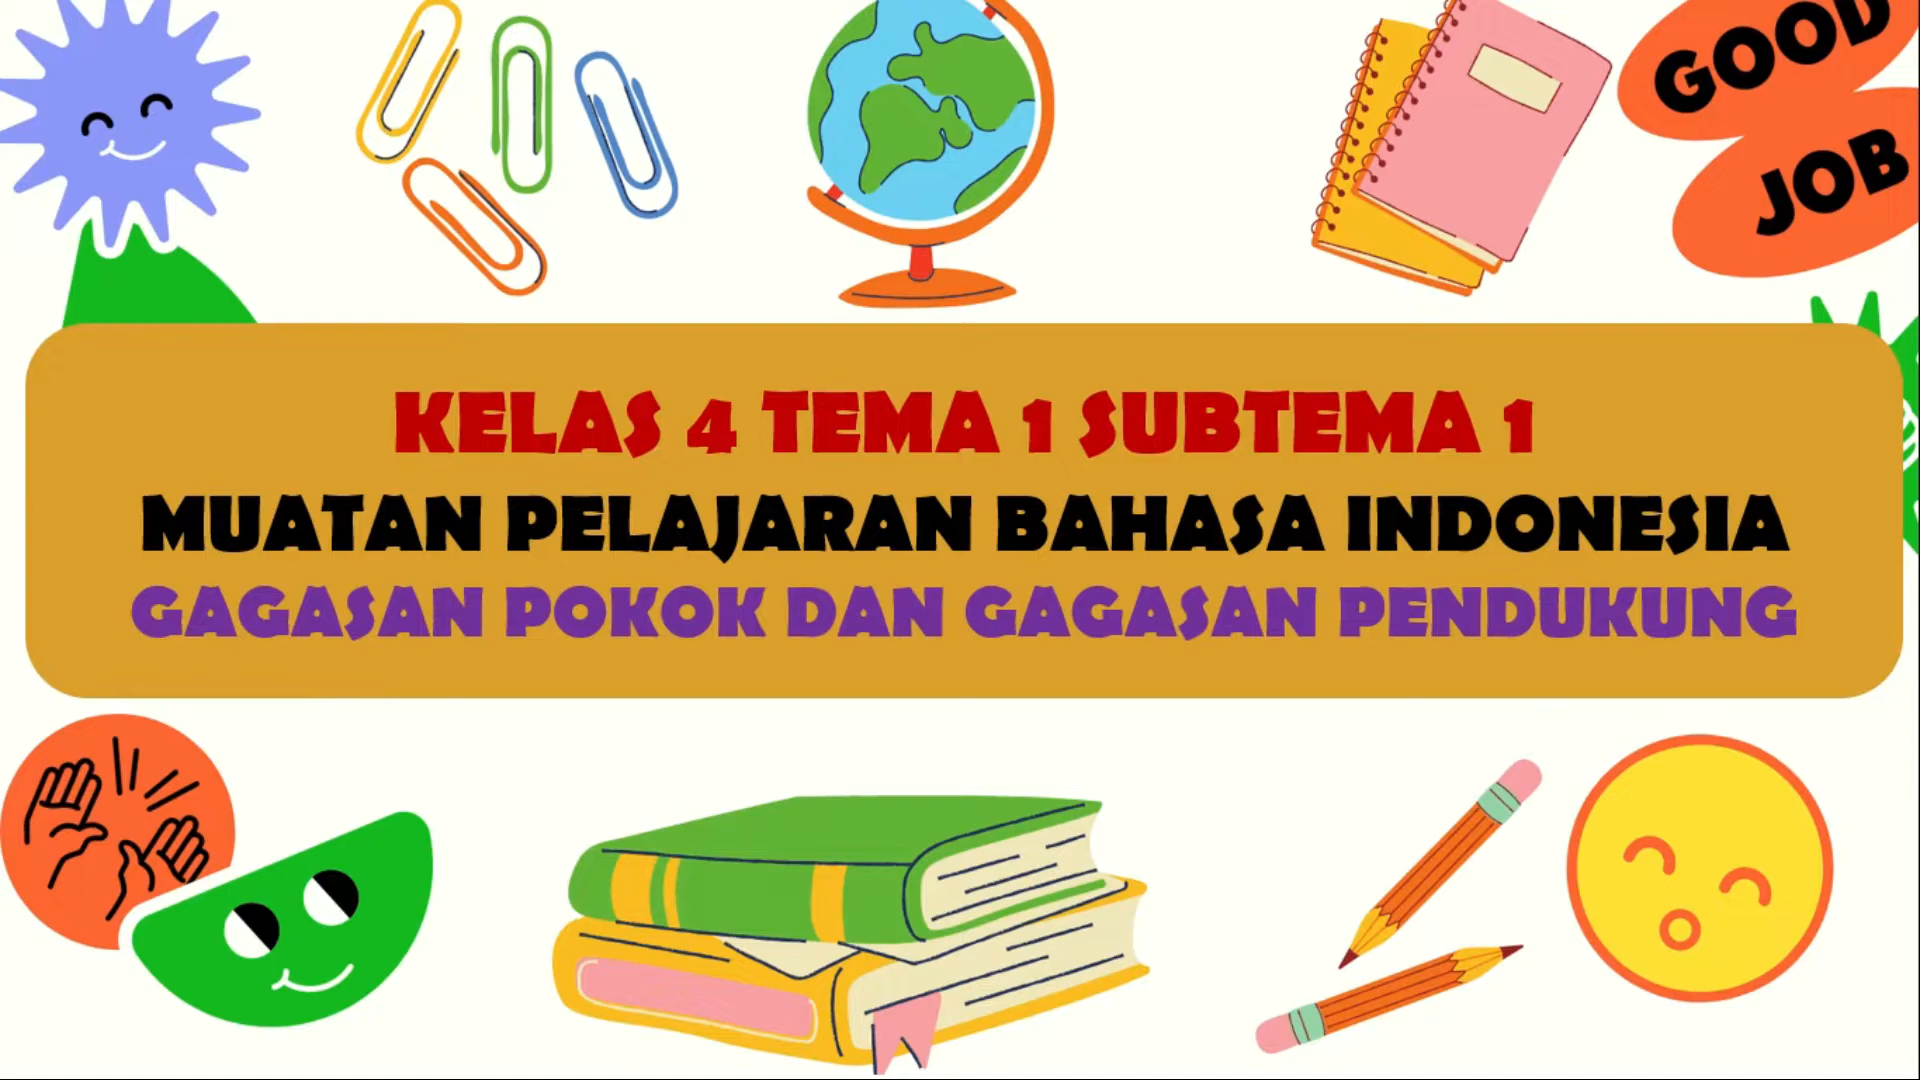 GOOD
JOB
KELAS 4 TEMA 1 SUBTEMA 1
MUATAN PELAJARAN BAHASA INDONESIA
GAGASAN POKOK DAN GAGASAN PENDUKUNG